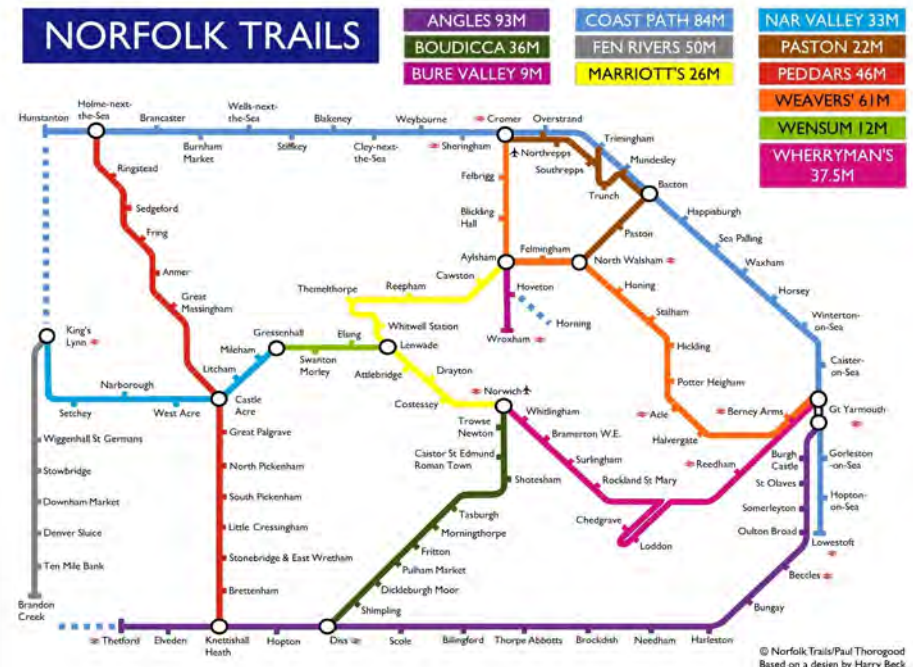 NORFOLK TRAILS
ANGLES 93M
BOUDICCA 36M
BURE VALLEY 9M
COAST PATH 84M
FEN RIVERS 50M
MARRIOTT'S 26M
NAR VALLEY 33M
PASTON 22M
PEDDARS 46M
WEAVERS' 61M
WENSUM 12M
WHERRYMAN'S
37.5M
Hunstanton
Holme-next-
the-Sea
Brancaster
Burnham
Market
Wells-next-
the-Sea
Stiffkey
Blakeney
Cley-next-
the-Sea
Weybourne
Sheringham
Cromer
Overstrand
Northrepps
Southrepps
Trimingham
Trunch
Mundesley
Bacton
Ringstead
Sedgeford
Fring
Anmer
Great
Massingham
Felbrigg
Blickling
Hall
Aylsham
Felmingham
North Walsham
Paston
Happisburgh
Sea Palling
Waxham
Horsey
Winterton-
on-Sea
Caister-
on-Sea
Cawston
Reepham
Themelthorpe
Whitwell Station
Lenwade
Hoveton
Horning
Wroxham
Honing
Stalham
Hickling
Potter Heigham
Acle
Halvergate
Berney Arms
Gt Yarmouth
King's
Lynn
Gressenhall
Mileham
Litcham
Elsing
Swanton
Morley
Attlebridge
Drayton
Costessey
Norwich
Narborough
Setchey
West Acre
Castle
Acre
Whitlingham
Bramerton W.E.
Surlingham
Rockland St Mary
Chedgrave
Loddon
Reedham
Trowse
Newton
Caistor St Edmund
Roman Town
Shotesham
Tasburgh
Morningthorpe
Fritton
Pulham Market
Dickleburgh Moor
Shimpling
Burgh
Castle
St Olaves
Somerleyton
Oulton Broad
Gorleston
-on-Sea
Hopton-
on-Sea
Lowestoft
Beccles
Bungay
Wiggenhall St Germans
Stowbridge
Downham Market
Denver Sluice
Ten Mile Bank
Brandon
Creek
Great Palgrave
North Pickenham
South Pickenham
Little Cressingham
Stonebridge & East Wretham
Brettenham
Thetford
Elveden
Knettishall
Heath
Hopton
Diss
Scole
Billingford
Thorpe Abbotts
Brockdish
Needham
Harleston
© Norfolk Trails/Paul Thorogood
Based on a design by Harry Beck